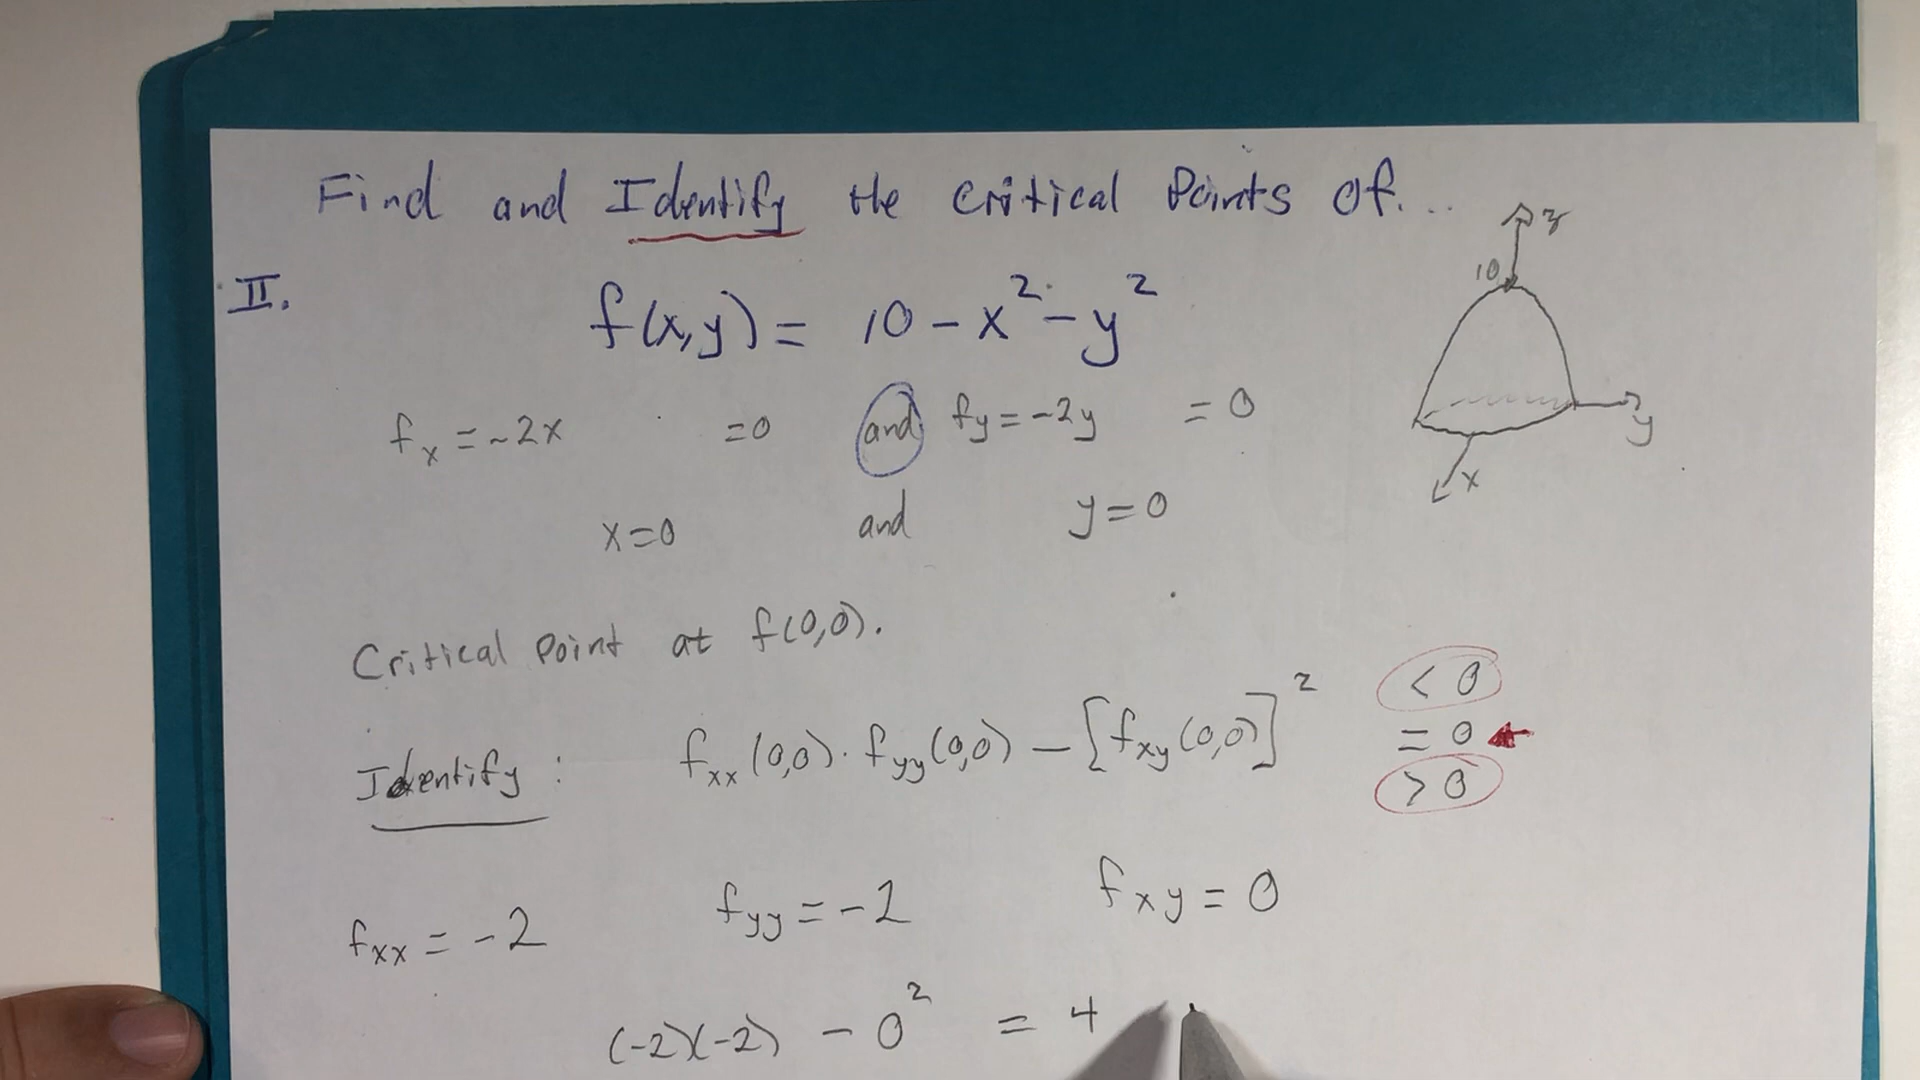 Find and Identify the Critical Points of...
II.
f(x,y) = 10 - x² - y²
z
10
y
x
fx = -2x = 0 and fy = -2y = 0
x = 0 and y = 0
Critical Point at f(0,0).
Identify : fxx(0,0) · fyy(0,0) - [fxy(0,0)]²
< 0
= 0
> 0
fxx = -2 fyy = -2 fxy = 0
(-2)(-2) - 0² = 4